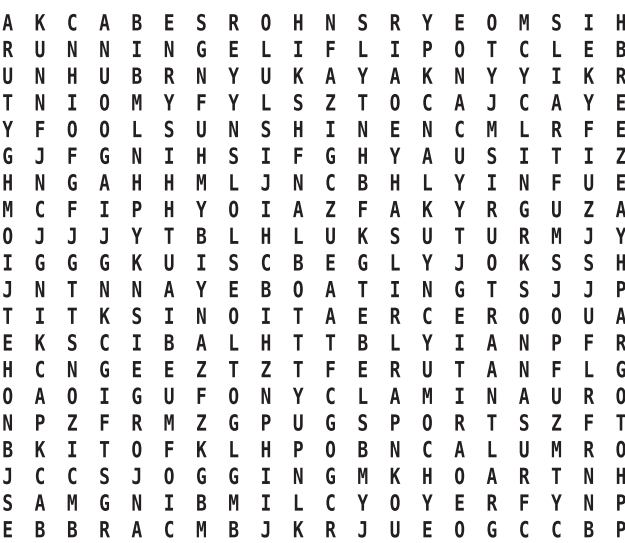 A K C A B E S R O H N S R Y E O M S I H
R U N N I N G E L I F L I P O T C L E B
U N H U B R N Y U K A Y A K N Y Y I K R
T N I O M Y F Y L S Z T O C A J C A Y E
Y F O O L S U N S H I N E N C M L R F E
G J F G N I H S I F G H Y A U S I T I Z
H N G A H H M L J N C B H L Y I N F U E
M C F I P H Y O I A Z F A K Y R G U Z A
O J J J Y T B L H L U K S U T U R M J Y
I G G G K U I S C B E G L Y J O K S S H
J N T N N A Y E B O A T I N G T S J J P
T I T K S I N O I T A E R C E R O O U A
E K S C I B A L H T T B L Y I A N P F R
H C N G E E Z T Z T F E R U T A N F L G
O A O I G U F O N Y C L A M I N A U R O
N P Z F R M Z G P U G S P O R T S Z F T
B K I T O F K L H P O B N C A L U M R O
J C C S J O G G I N G M K H O A R T N H
S A M G N I B M I L C Y O Y E R F Y N P
E B B R A C M B J K R J U E O G C C B P